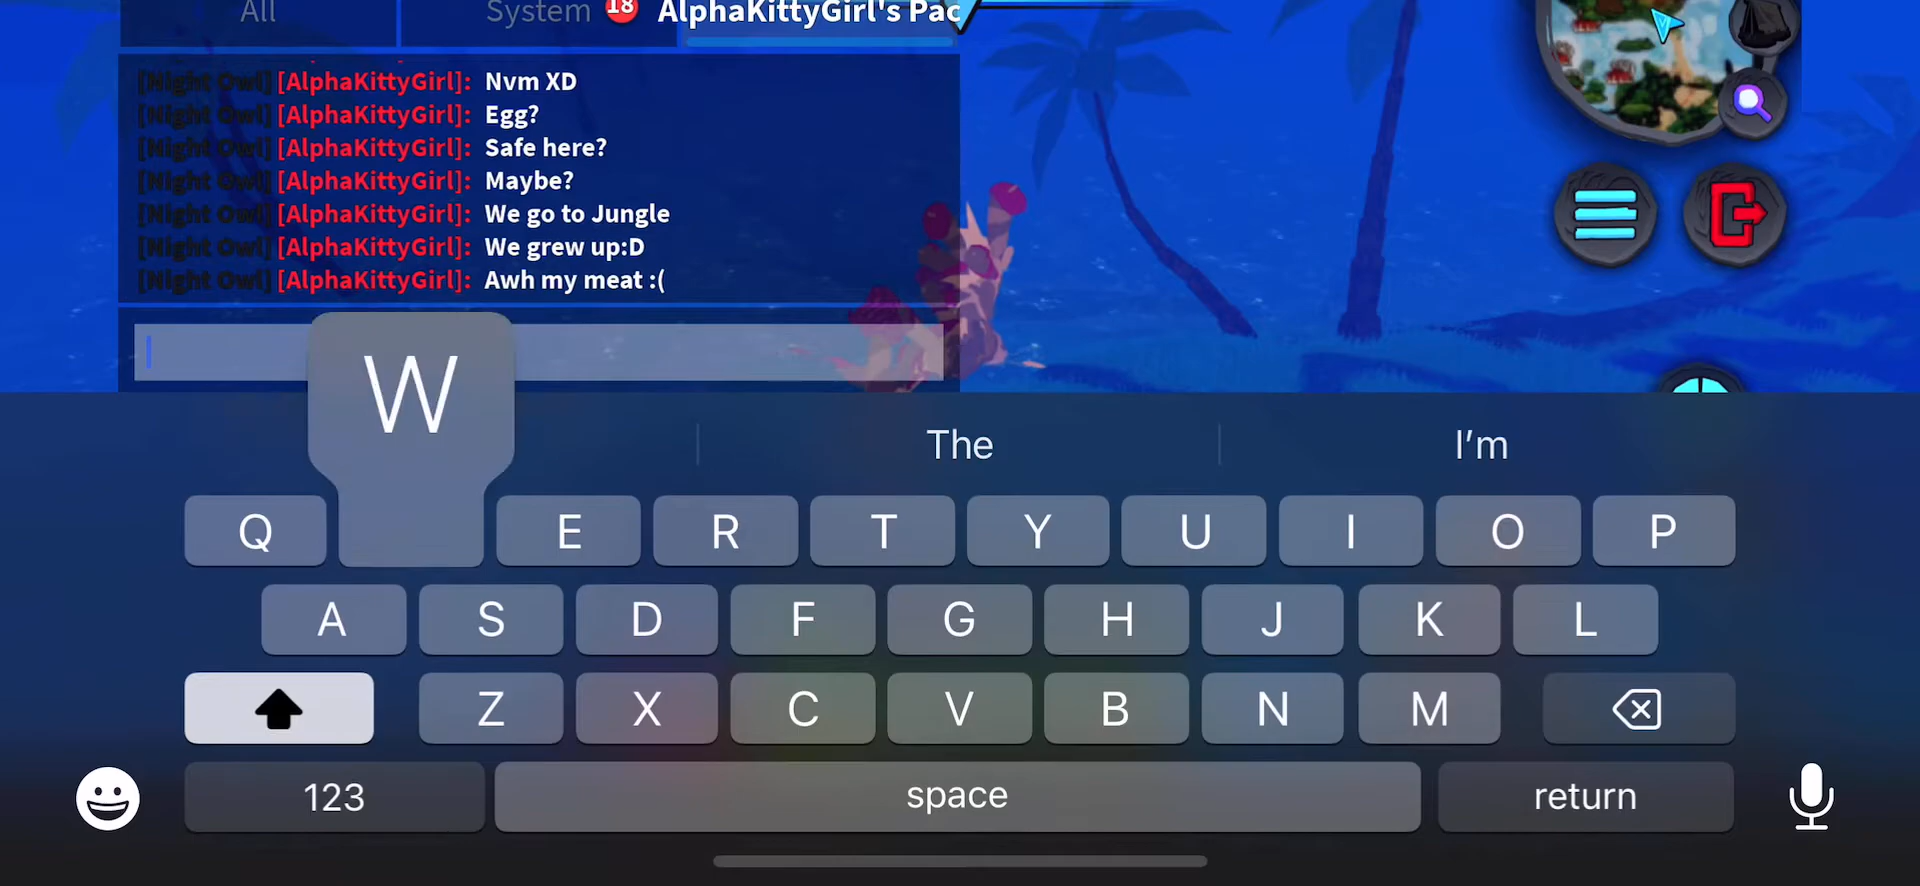 All
System 18
AlphaKittyGirl's Pac
[Night Owl] [AlphaKittyGirl]: Nvm XD
[Night Owl] [AlphaKittyGirl]: Egg?
[Night Owl] [AlphaKittyGirl]: Safe here?
[Night Owl] [AlphaKittyGirl]: Maybe?
[Night Owl] [AlphaKittyGirl]: We go to Jungle
[Night Owl] [AlphaKittyGirl]: We grew up:D
[Night Owl] [AlphaKittyGirl]: Awh my meat :(
W
The I’m
Q E R T Y U I O P
A S D F G H J K L
Z X C V B N M
123 space return